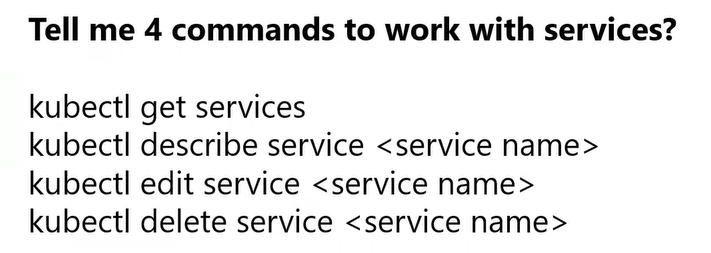 Tell me 4 commands to work with services?
kubectl get services
kubectl describe service <service name>
kubectl edit service <service name>
kubectl delete service <service name>